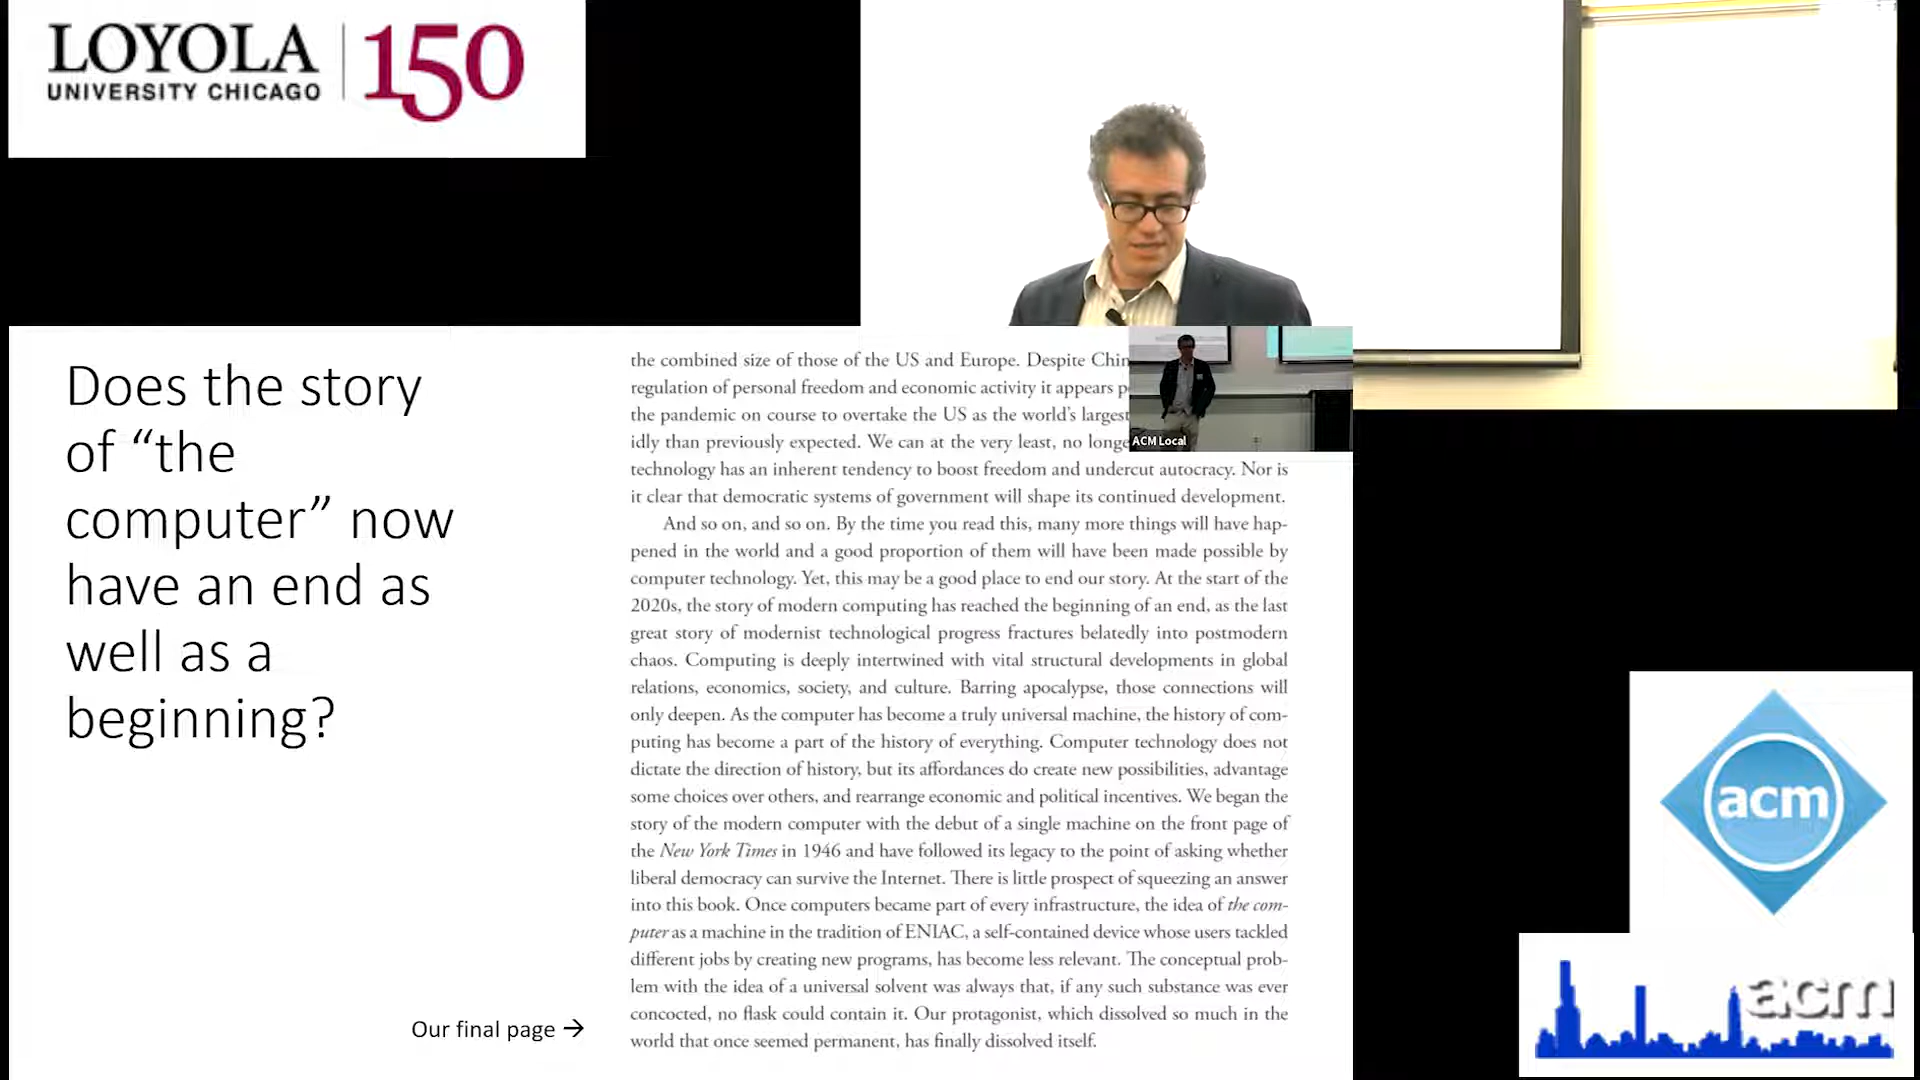 LOYOLA
UNIVERSITY CHICAGO
150
Does the story
of “the
computer” now
have an end as
well as a
beginning?
Our final page →
the combined size of those of the US and Europe. Despite
regulation of personal freedom and economic activity it appears
the pandemic on course to overtake the US as the world’s largest
idly than previously expected. We can at the very least, no
technology has an inherent tendency to boost freedom and undercut autocracy. Nor is
it clear that democratic systems of government will shape its continued development.
And so on, and so on. By the time you read this, many more things will have hap-
pened in the world and a good proportion of them will have been made possible by
computer technology. Yet, this may be a good place to end our story. At the start of the
2020s, the story of modern computing has reached the beginning of an end, as the last
great story of modernist technological progress fractures belatedly into postmodern
chaos. Computing is deeply intertwined with vital structural developments in global
relations, economics, society, and culture. Barring apocalypse, those connections will
only deepen. As the computer has become a truly universal machine, the history of com-
puting has become a part of the history of everything. Computer technology does not
dictate the direction of history, but its affordances do create new possibilities, advantage
some choices over others, and rearrange economic and political incentives. We began the
story of the modern computer with the debut of a single machine on the front page of
the New York Times in 1946 and have followed its legacy to the point of asking whether
liberal democracy can survive the Internet. There is little prospect of squeezing an answer
into this book. Once computers became part of every infrastructure, the idea of the com-
puter as a machine in the tradition of ENIAC, a self-contained device whose users tackled
different jobs by creating new programs, has become less relevant. The conceptual prob-
lem with the idea of a universal solvent was always that, if any such substance was ever
concocted, no flask could contain it. Our protagonist, which dissolved so much in the
world that once seemed permanent, has finally dissolved itself.
ACM Local
acm
acm